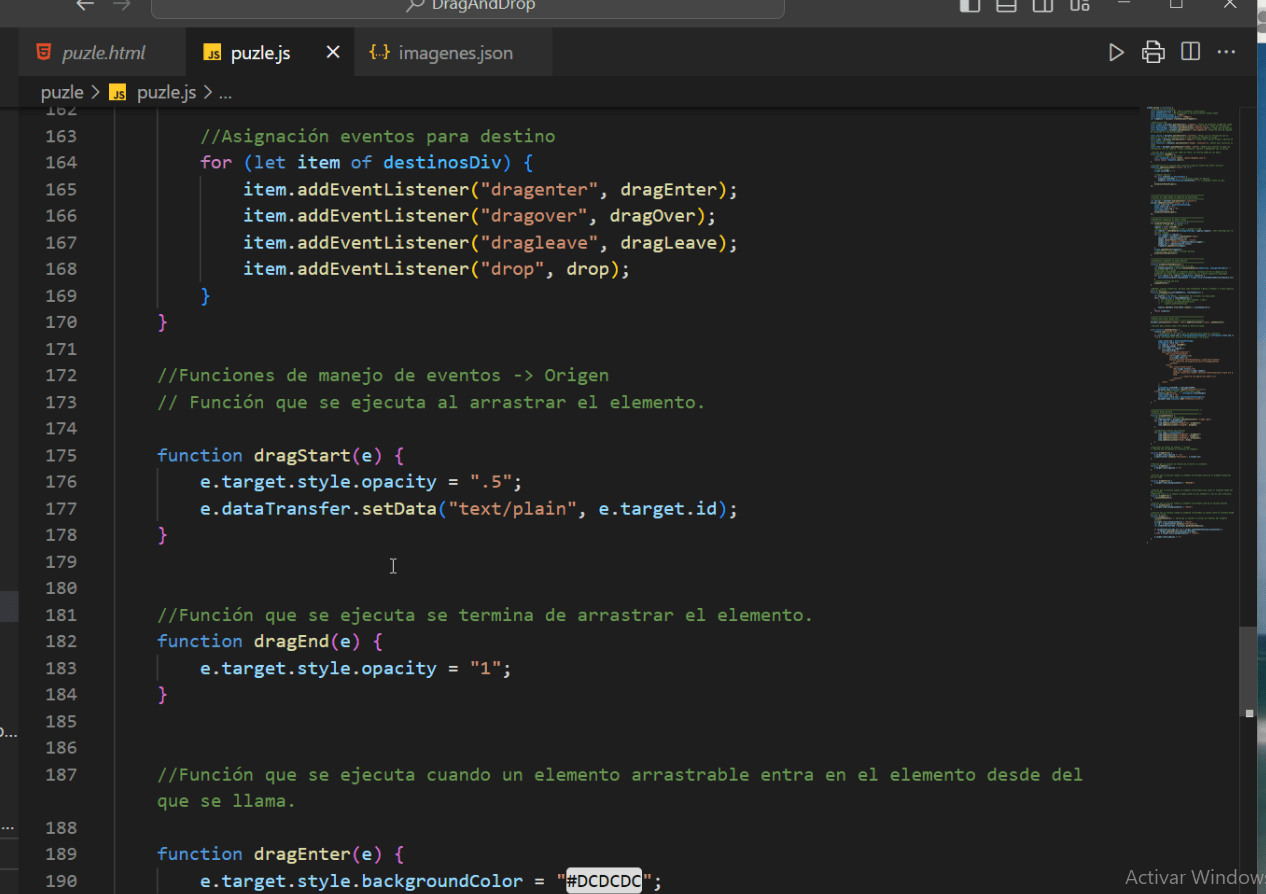 DragAndDrop
puzle.html
JS puzle.js
{..} imagenes.json
puzle > JS puzle.js > ...
162
163 //Asignación eventos para destino
164 for (let item of destinosDiv) {
165 item.addEventListener("dragenter", dragEnter);
166 item.addEventListener("dragover", dragOver);
167 item.addEventListener("dragleave", dragLeave);
168 item.addEventListener("drop", drop);
169 }
170 }
171
172 //Funciones de manejo de eventos -> Origen
173 // Función que se ejecuta al arrastrar el elemento.
174
175 function dragStart(e) {
176 e.target.style.opacity = ".5";
177 e.dataTransfer.setData("text/plain", e.target.id);
178 }
179
180
181 //Función que se ejecuta se termina de arrastrar el elemento.
182 function dragEnd(e) {
183 e.target.style.opacity = "1";
184 }
185
186
187 //Función que se ejecuta cuando un elemento arrastrable entra en el elemento desde del
que se llama.
188
189 function dragEnter(e) {
190 e.target.style.backgroundColor = "#DCDCDC";
Activar Windows